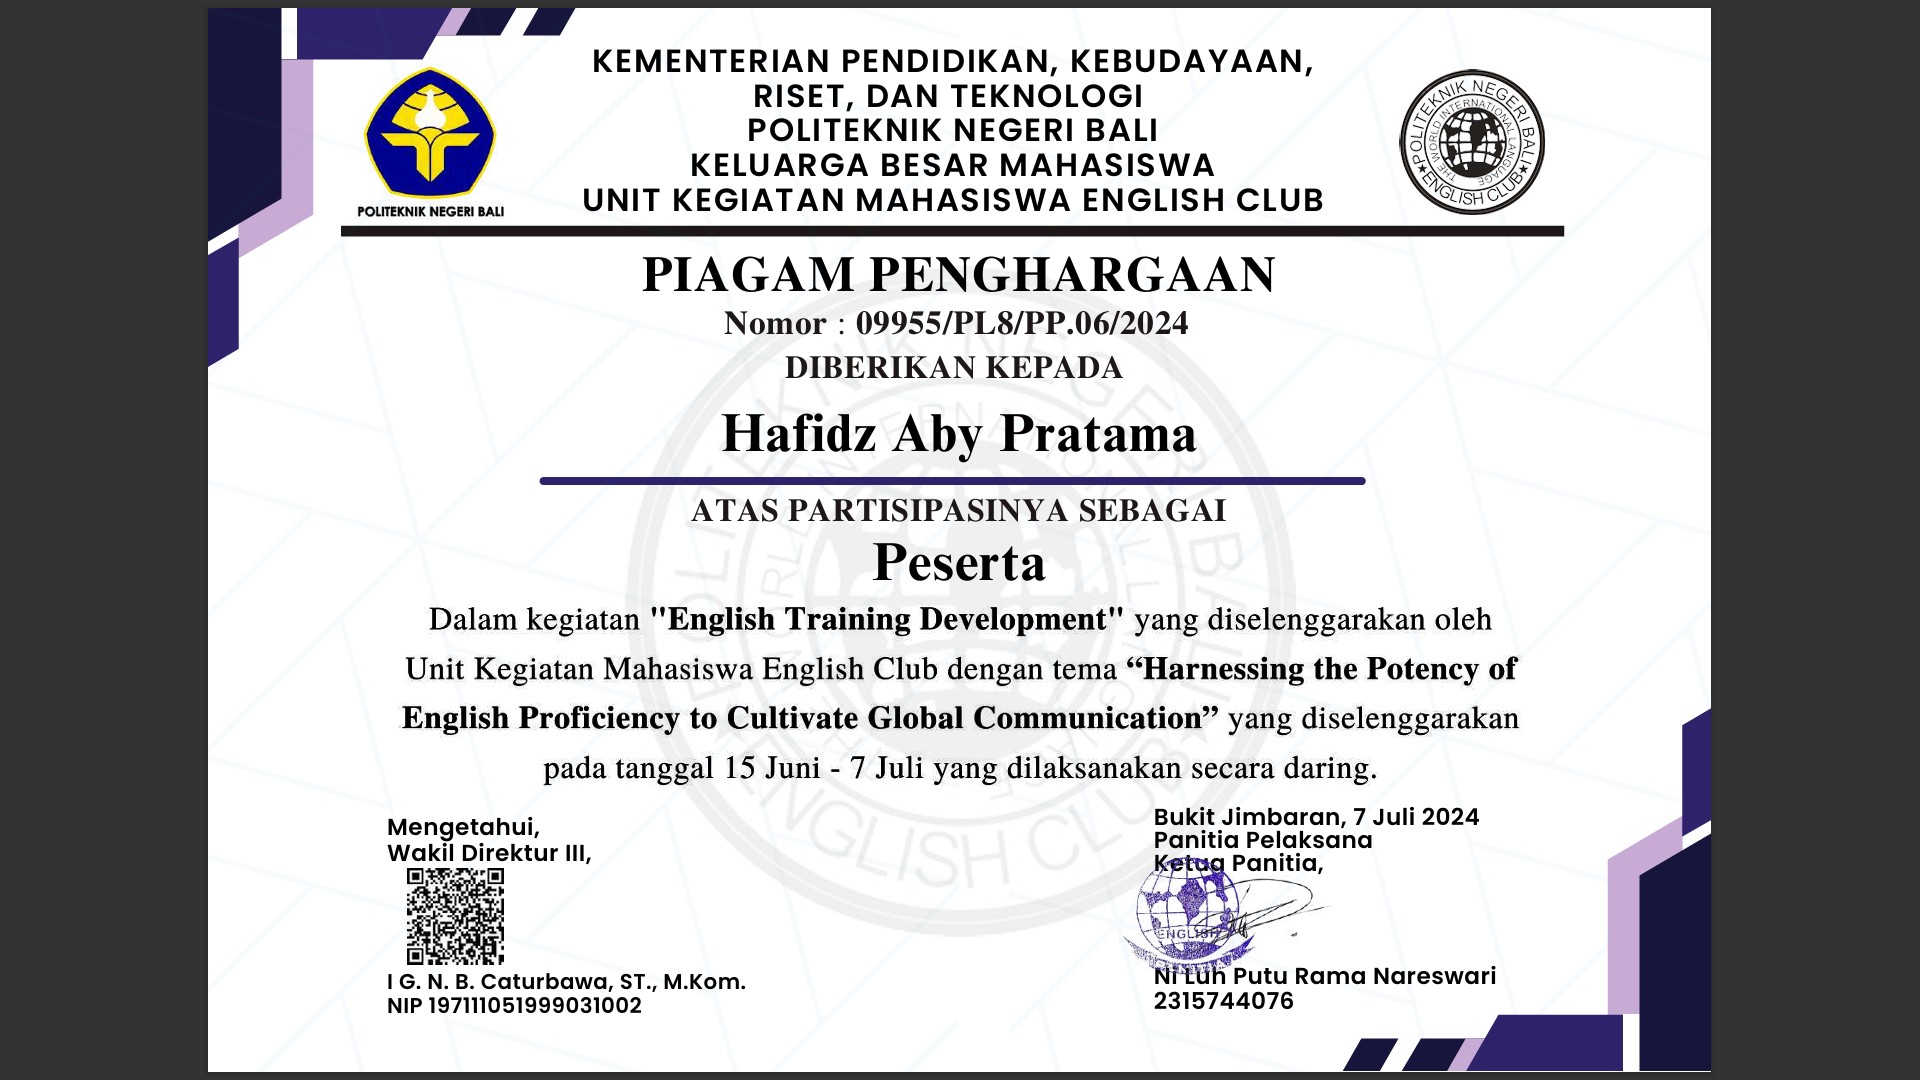 KEMENTERIAN PENDIDIKAN, KEBUDAYAAN,
RISET, DAN TEKNOLOGI
POLITEKNIK NEGERI BALI
KELUARGA BESAR MAHASISWA
UNIT KEGIATAN MAHASISWA ENGLISH CLUB
POLITEKNIK NEGERI BALI
POLITEKNIK NEGERI BALI
THE WORLD INTERNATIONAL LANGUAGE
★ENGLISH CLUB★
PIAGAM PENGHARGAAN
Nomor : 09955/PL8/PP.06/2024
DIBERIKAN KEPADA
Hafidz Aby Pratama
ATAS PARTISIPASINYA SEBAGAI
Peserta
Dalam kegiatan "English Training Development" yang diselenggarakan oleh
Unit Kegiatan Mahasiswa English Club dengan tema “Harnessing the Potency of
English Proficiency to Cultivate Global Communication” yang diselenggarakan
pada tanggal 15 Juni - 7 Juli yang dilaksanakan secara daring.
Mengetahui,
Wakil Direktur III,
I G. N. B. Caturbawa, ST., M.Kom.
NIP 197111051999031002
Bukit Jimbaran, 7 Juli 2024
Panitia Pelaksana
Ketua Panitia,
ENGLISH
Ni Luh Putu Rama Nareswari
2315744076